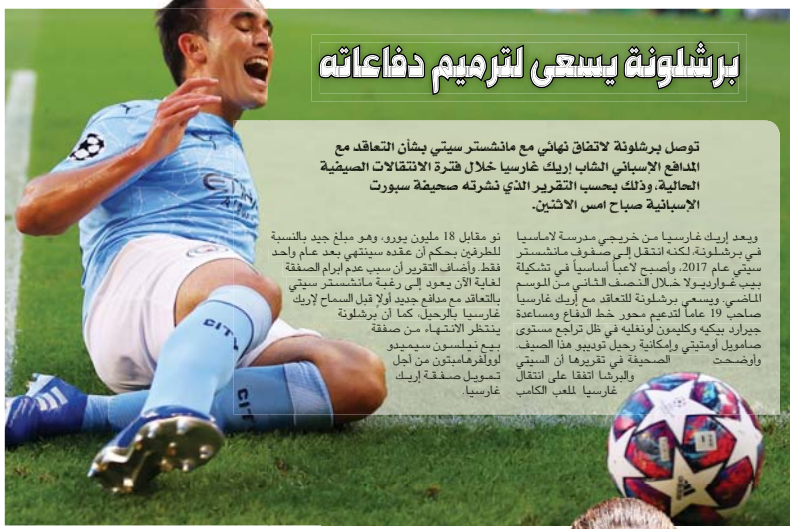 برشلونة يسعى لترميم دفاعاته
توصل برشلونة لاتفاق نهائي مع مانشستر سيتي بشأن التعاقد مع
المدافع الإسباني الشاب إريك غارسيا خلال فترة الانتقالات الصيفية
الحالية، وذلك بحسب التقرير الذي نشرته صحيفة سبورت
الإسبانية صباح امس الاثنين.
ويعد إريك غارسيا من خريجي مدرسة لاماسيا
في برشلونة، لكنه انتقل إلى صفوف مانشستر
سيتي عام 2017، وأصبح لاعباً أساسياً في تشكيلة
بيب غوارديولا خلال النصف الثاني من الموسم
الماضي. ويسعى برشلونة للتعاقد مع إريك غارسيا
صاحب 19 عاماً لتدعيم محور خط الدفاع ومساعدة
جيرارد بيكيه وكليمون لونغليه في ظل تراجع مستوى
صامويل أومتيتي وإمكانية رحيل توديبو هذا الصيف.
وأوضحت الصحيفة في تقريرها أن السيتي
والبرشا اتفقا على انتقال
غارسيا لملعب الكامب
نو مقابل 18 مليون يورو، وهو مبلغ جيد بالنسبة
للطرفين بحكم أن عقده سينتهي بعد عام واحد
فقط. وأضاف التقرير أن سبب عدم أبرام الصفقة
لغاية الآن يعود إلى رغبة مانشستر سيتي
بالتعاقد مع مدافع جديد أولا قبل السماح لإريك
غارسيا بالرحيل، كما أن برشلونة
ينتظر الانتهاء من صفقة
بيع نيلسون سيميدو
لوولفرهامبتون من أجل
تمويل صفقة إريك
غارسيا.
ETIHAD
CITY
CITY
adidas